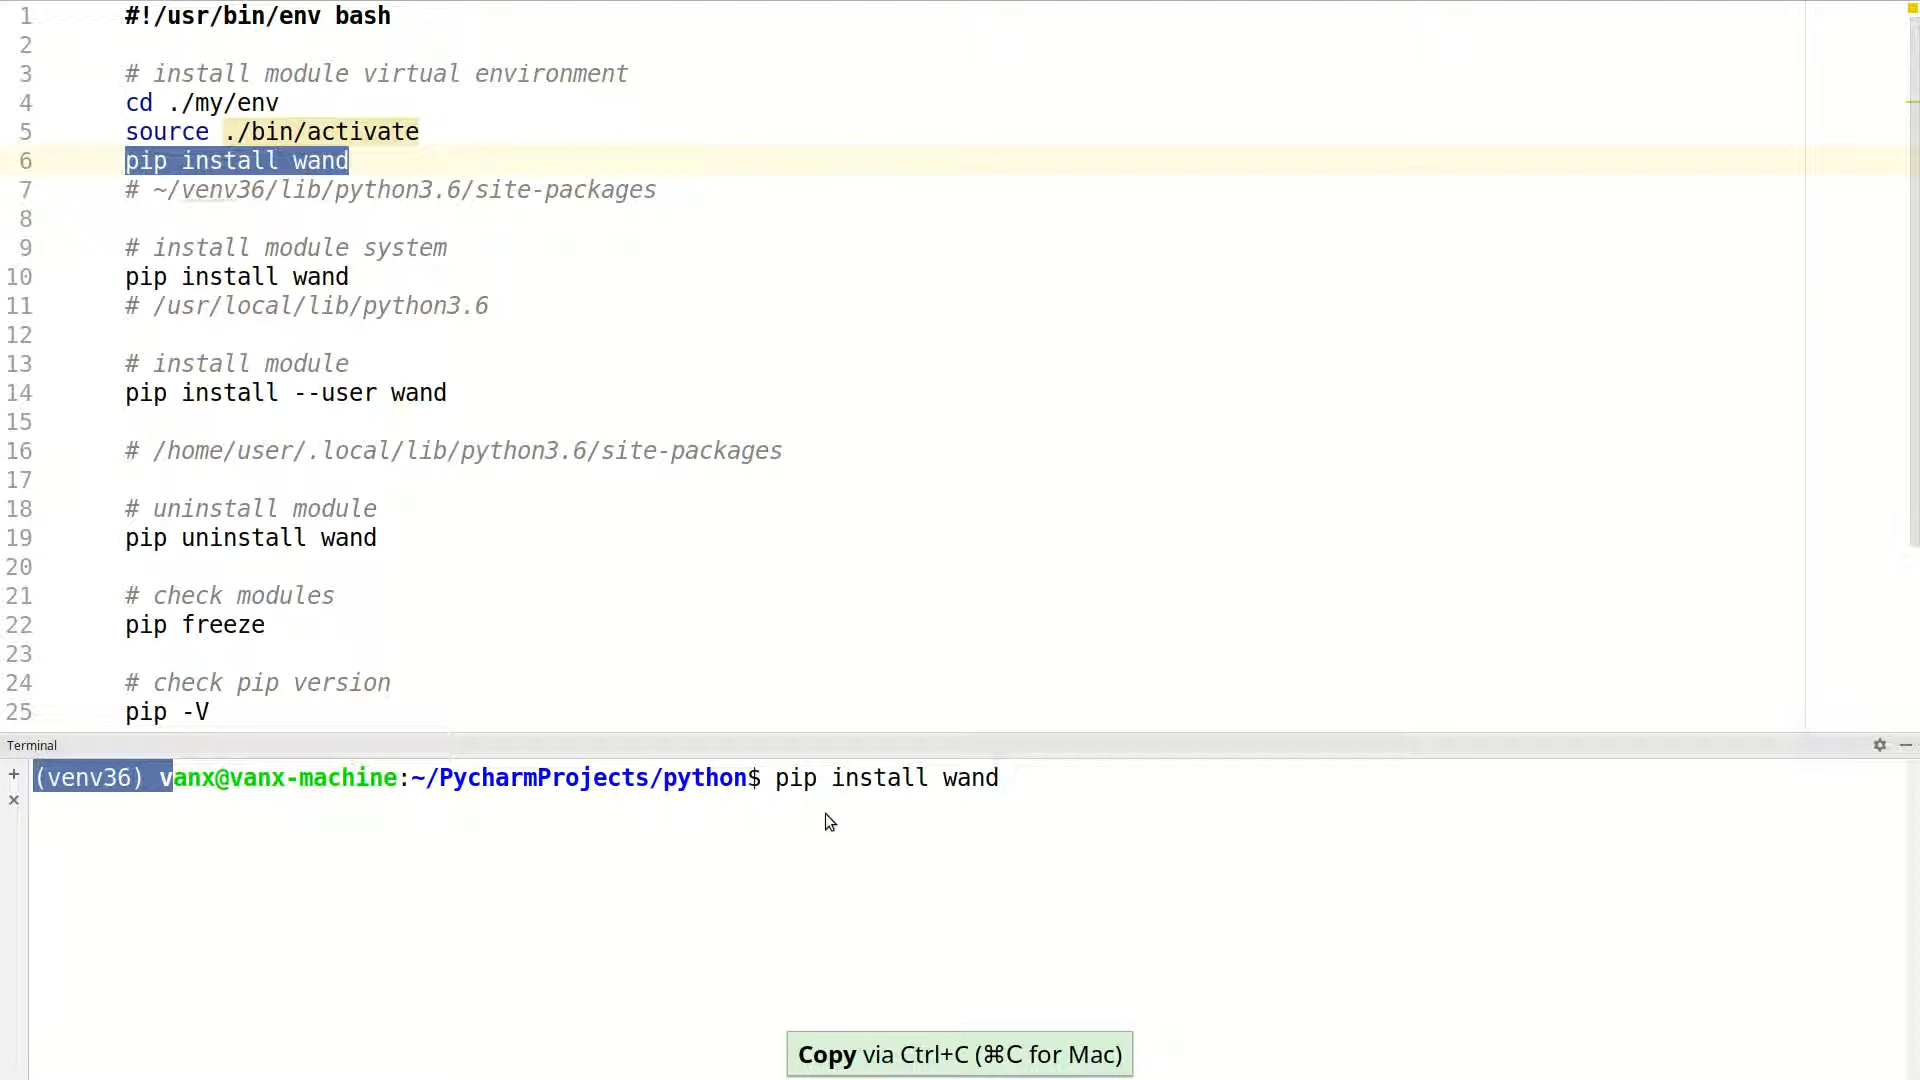 1 #!/usr/bin/env bash
2
3 # install module virtual environment
4 cd ./my/env
5 source ./bin/activate
6 pip install wand
7 # ~/venv36/lib/python3.6/site-packages
8
9 # install module system
10 pip install wand
11 # /usr/local/lib/python3.6
12
13 # install module
14 pip install --user wand
15
16 # /home/user/.local/lib/python3.6/site-packages
17
18 # uninstall module
19 pip uninstall wand
20
21 # check modules
22 pip freeze
23
24 # check pip version
25 pip -V
Terminal
(venv36) vanx@vanx-machine:~/PycharmProjects/python$ pip install wand
Copy via Ctrl+C (⌘C for Mac)